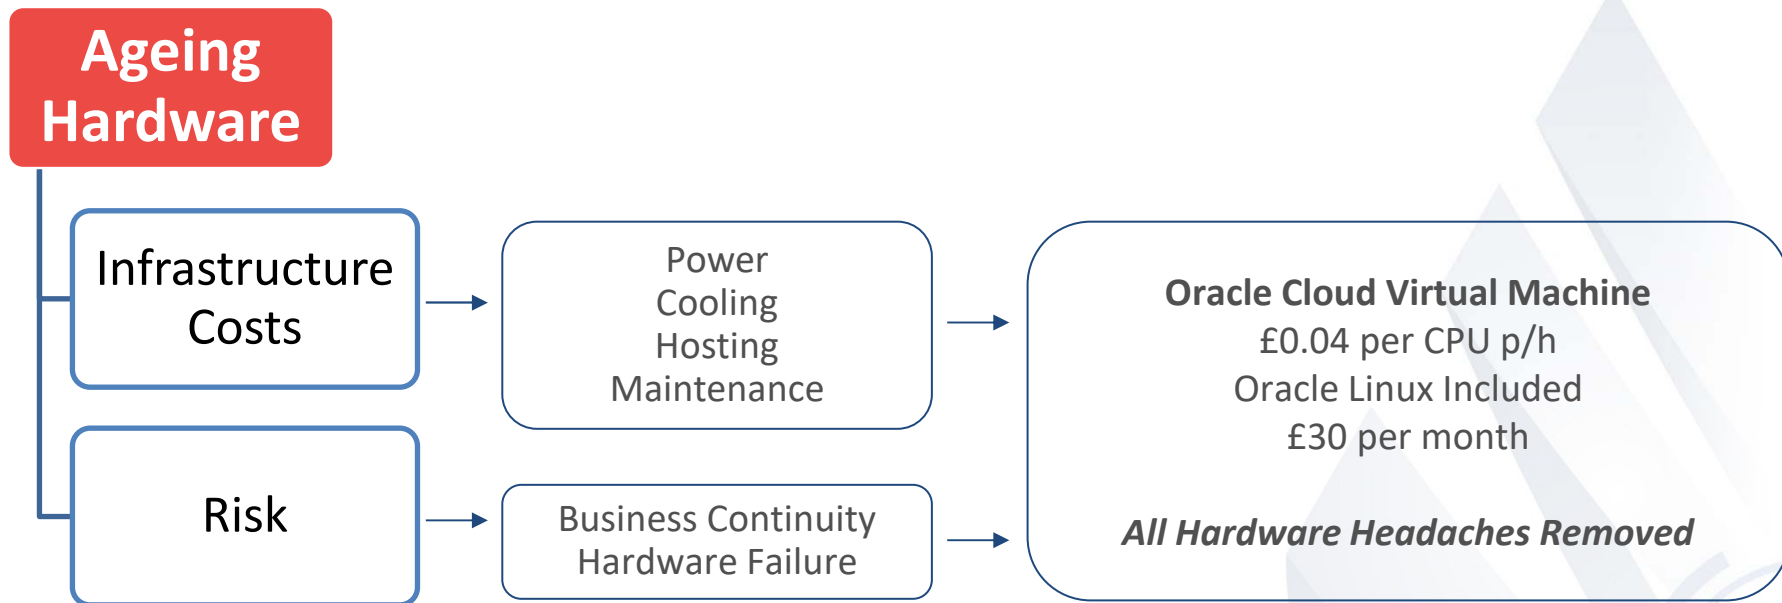 Ageing
Hardware
Infrastructure
Costs
Power
Cooling
Hosting
Maintenance
Risk
Business Continuity
Hardware Failure
Oracle Cloud Virtual Machine
£0.04 per CPU p/h
Oracle Linux Included
£30 per month
All Hardware Headaches Removed